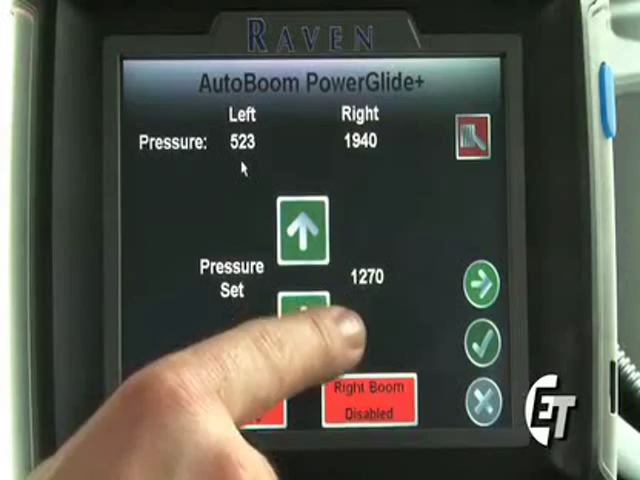 RAVEN
AutoBoom PowerGlide+
Left Right
Pressure: 523 1940
Pressure
Set
1270
Right Boom
Disabled
ET